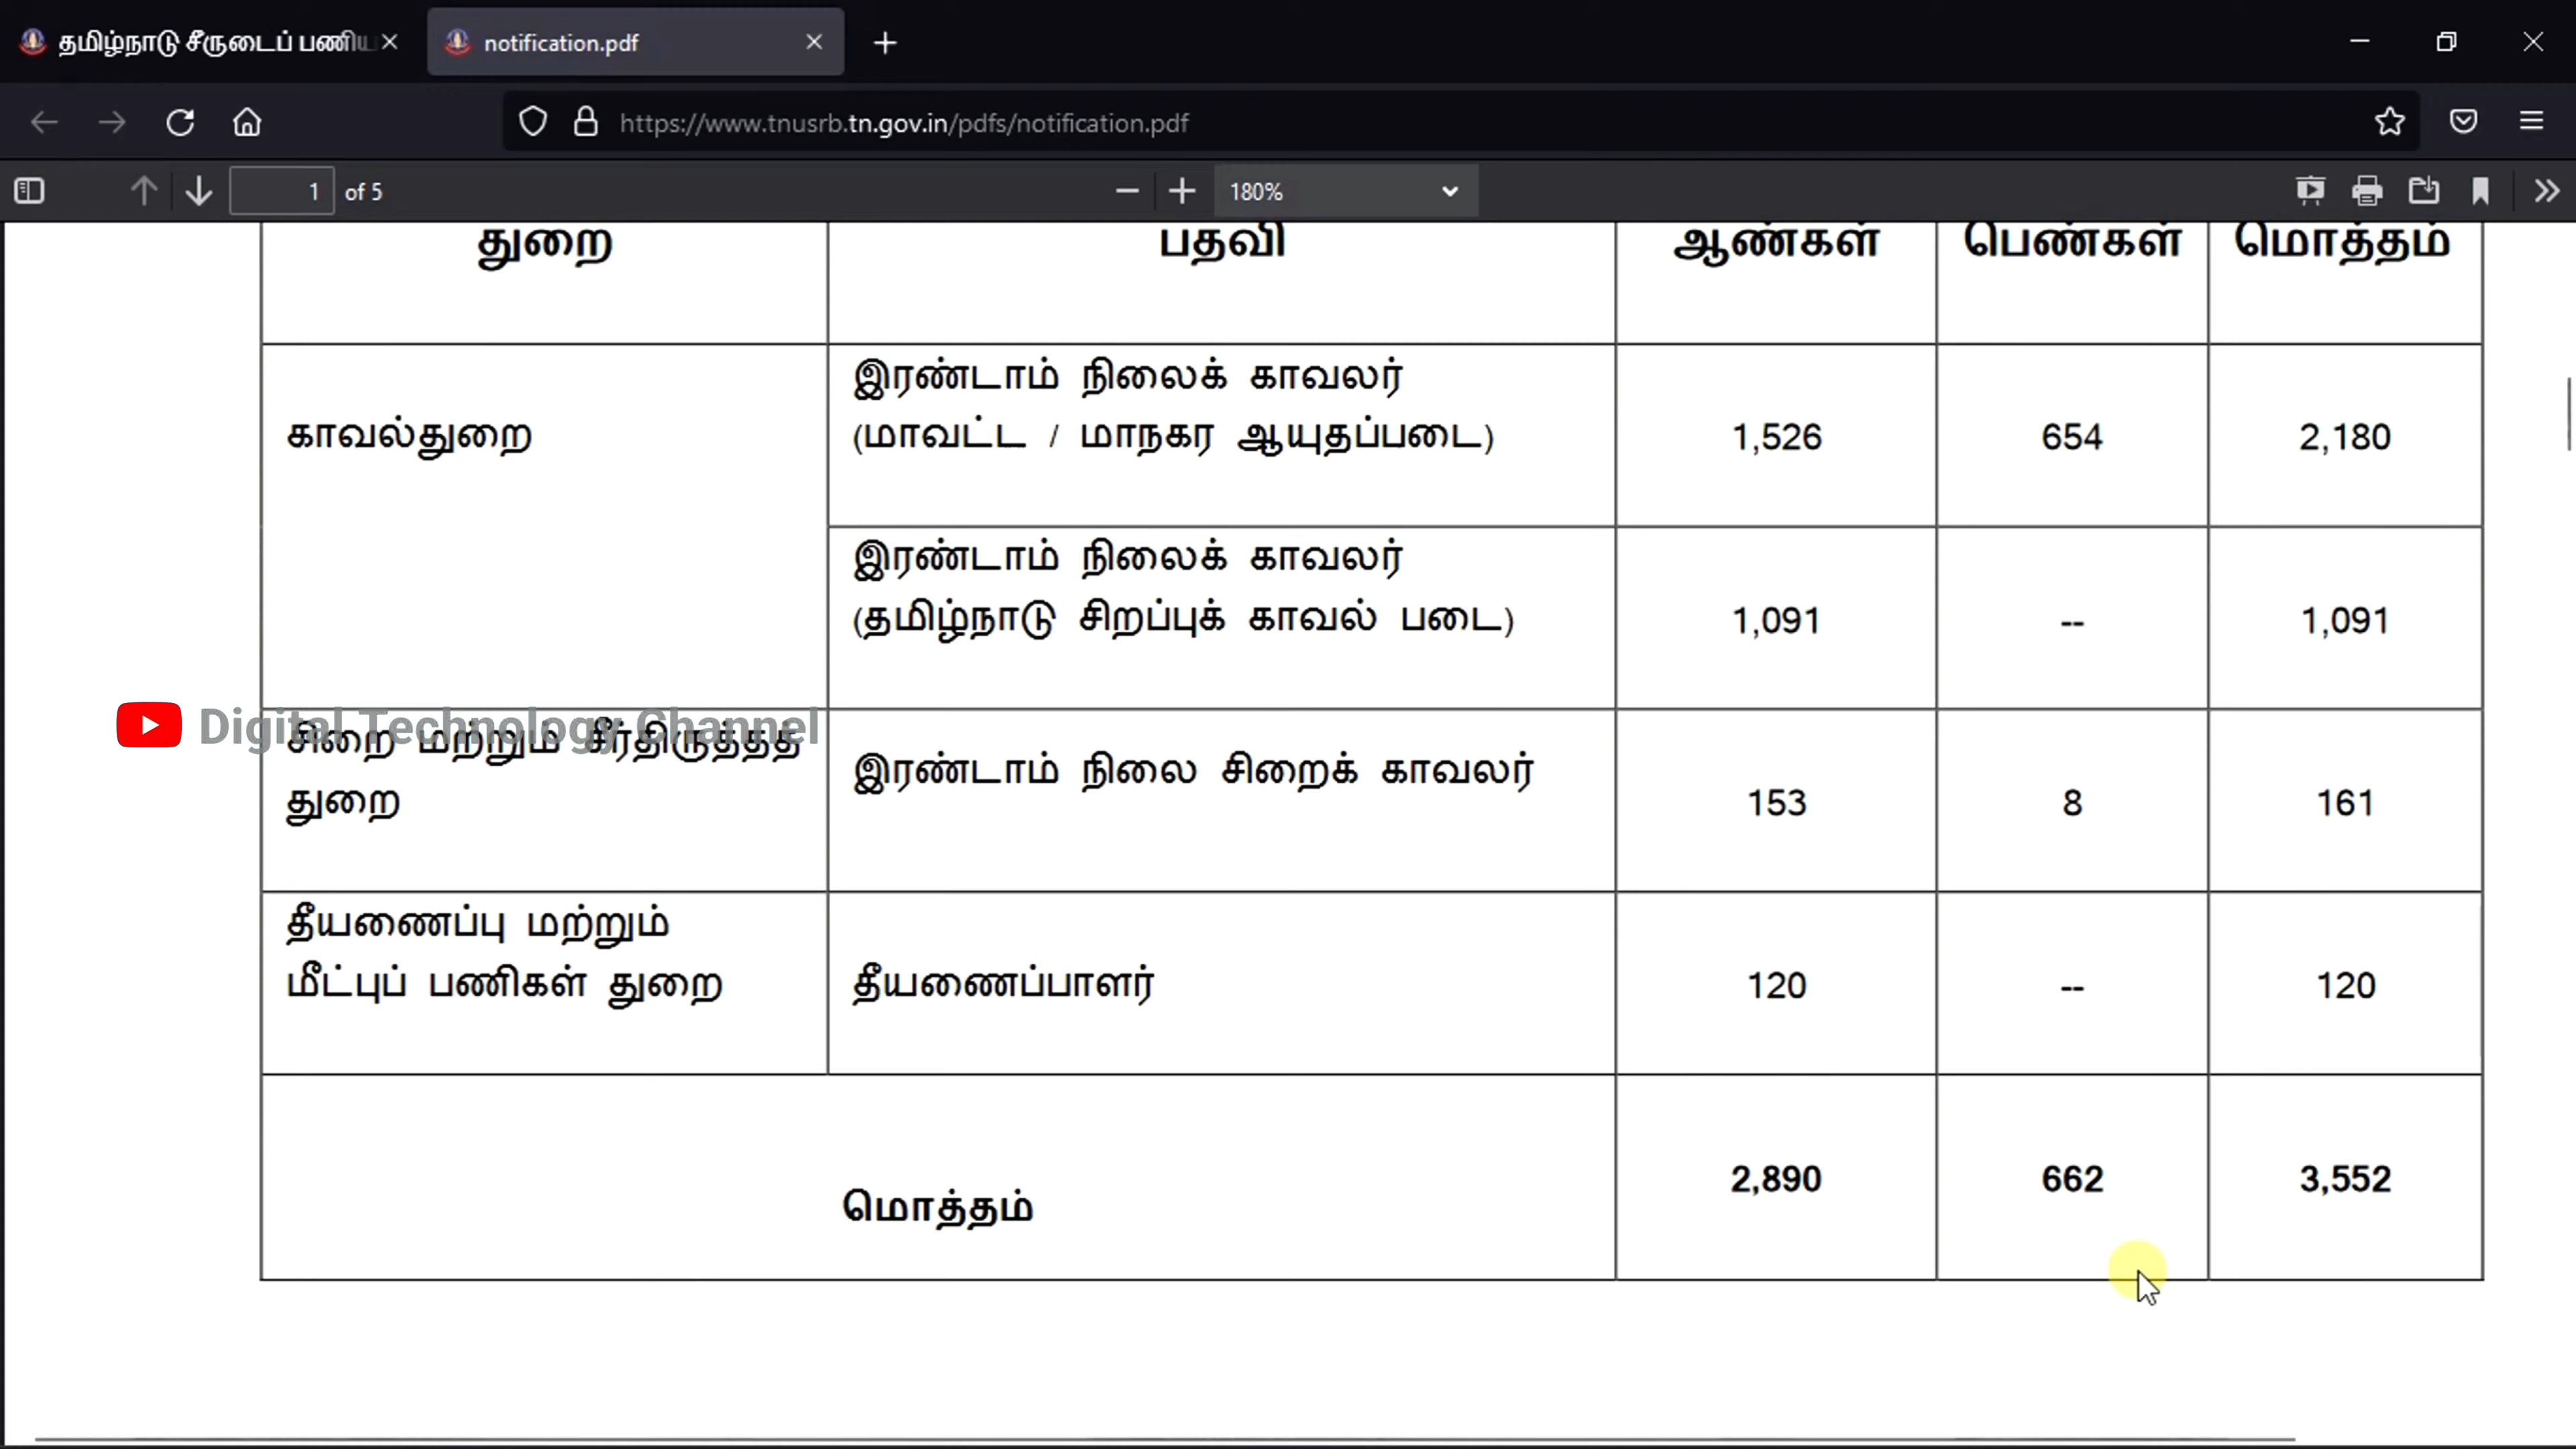 தமிழ்நாடு சீருடைப் பணிய
notification.pdf
https://www.tnusrb.tn.gov.in/pdfs/notification.pdf
1 of 5
180%
துறை பதவி ஆண்கள் பெண்கள் மொத்தம்
காவல்துறை
இரண்டாம் நிலைக் காவலர்
(மாவட்ட / மாநகர ஆயுதப்படை)
1,526 654 2,180
இரண்டாம் நிலைக் காவலர்
(தமிழ்நாடு சிறப்புக் காவல் படை)
1,091 -- 1,091
Digital Technology Channel
சிறை மற்றும் சீர்திருத்தத்
துறை
இரண்டாம் நிலை சிறைக் காவலர்
153 8 161
தீயணைப்பு மற்றும்
மீட்புப் பணிகள் துறை
தீயணைப்பாளர்
120 -- 120
மொத்தம்
2,890 662 3,552